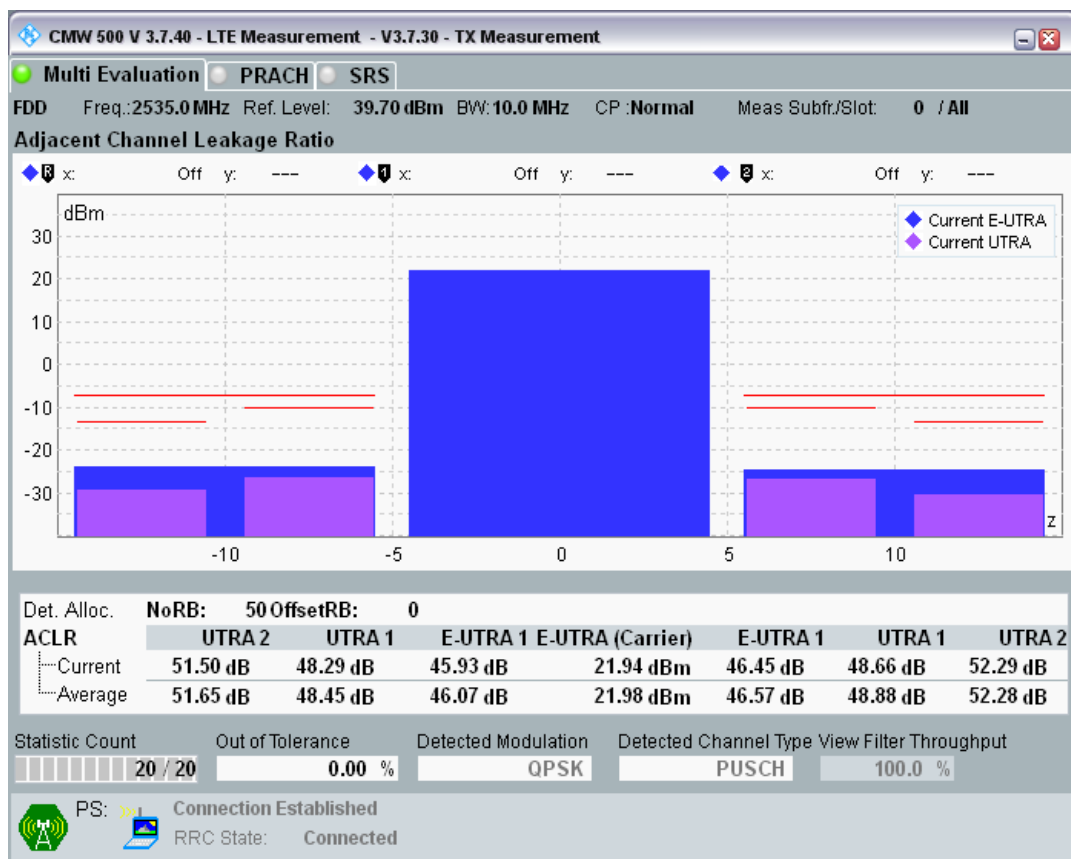 CMW 500 V 3.7.40 - LTE Measurement - V3.7.30 - TX Measurement
Multi Evaluation PRACH SRS
FDD Freq.:2535.0 MHz Ref. Level: 39.70 dBm BW: 10.0 MHz CP :Normal Meas Subfr./Slot: 0 / All
Adjacent Channel Leakage Ratio
R x: Off y: --- 1 x: Off y: --- 2 x: Off y: ---
dBm
Current E-UTRA
Current UTRA
30
20
10
0
-10
-20
-30
z
-10 -5 0 5 10
Det. Alloc. NoRB: 50 OffsetRB: 0
ACLR UTRA 2 UTRA 1 E-UTRA 1 E-UTRA (Carrier) E-UTRA 1 UTRA 1 UTRA 2
Current 51.50 dB 48.29 dB 45.93 dB 21.94 dBm 46.45 dB 48.66 dB 52.29 dB
Average 51.65 dB 48.45 dB 46.07 dB 21.98 dBm 46.57 dB 48.88 dB 52.28 dB
Statistic Count Out of Tolerance Detected Modulation Detected Channel Type View Filter Throughput
20 / 20 0.00 % QPSK PUSCH 100.0 %
PS: Connection Established
RRC State: Connected